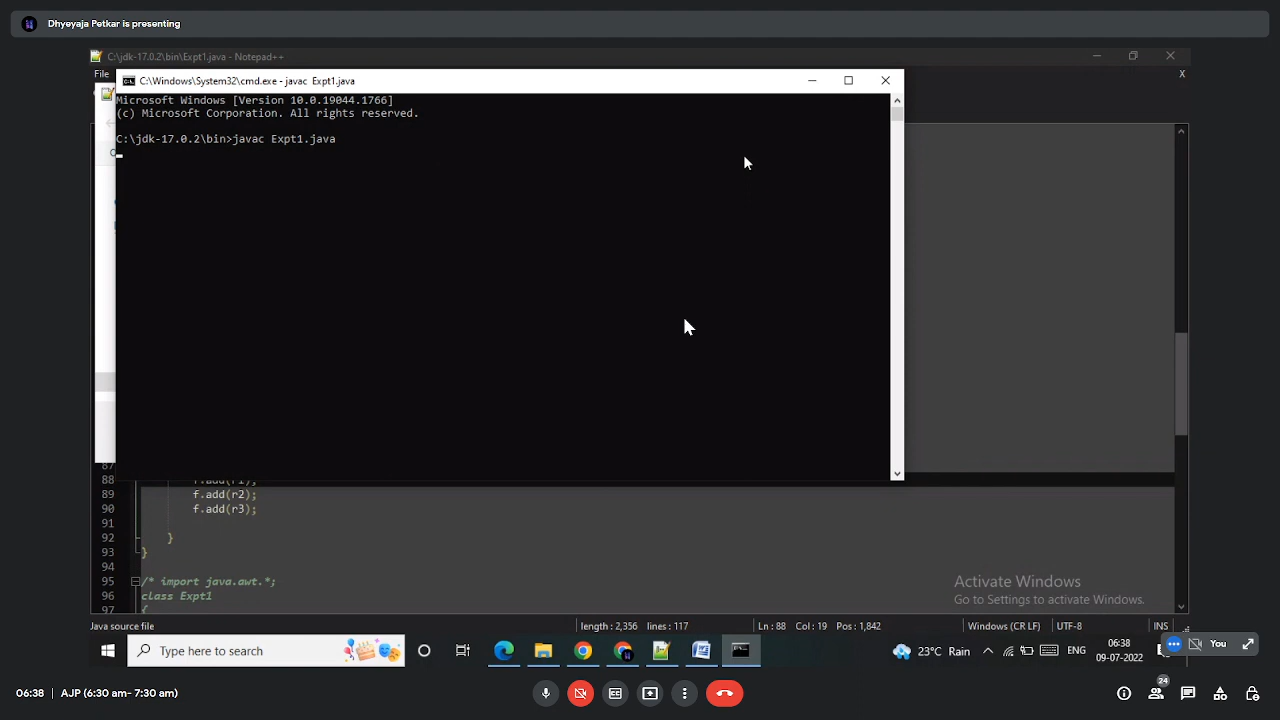 Dhyeyaja Petkar is presenting
C:\jdk-17.0.2\bin\Expt1.java - Notepad++
File
X
C:\Windows\System32\cmd.exe - javac Expt1.java
Microsoft Windows [Version 10.0.19044.1766]
(c) Microsoft Corporation. All rights reserved.
C:\jdk-17.0.2\bin>javac Expt1.java
87
88 f.add(r1);
89 f.add(r2);
90 f.add(r3);
91
92 }
93 }
94
95 /* import java.awt.*;
96 class Expt1
97 {
Activate Windows
Go to Settings to activate Windows.
Java source file length : 2,356 lines : 117 Ln : 88 Col : 19 Pos : 1,842 Windows (CR LF) UTF-8 INS
Type here to search 23°C Rain ENG 06:38
09-07-2022
You
24
06:38 AJP (6:30 am- 7:30 am)